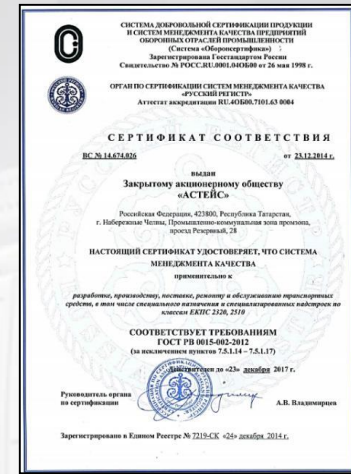 СИСТЕМА ДОБРОВОЛЬНОЙ СЕРТИФИКАЦИИ ПРОДУКЦИИ
И СИСТЕМ МЕНЕДЖМЕНТА КАЧЕСТВА ПРЕДПРИЯТИЙ
ОБОРОННЫХ ОТРАСЛЕЙ ПРОМЫШЛЕННОСТИ
(Система «Оборонсертифика»)
Зарегистрирована Госстандартом России
Свидетельство № РОСС.RU.0001.04ОБ00 от 26 мая 1998 г.
ОРГАН ПО СЕРТИФИКАЦИИ СИСТЕМ МЕНЕДЖМЕНТА КАЧЕСТВА
«РУССКИЙ РЕГИСТР»
Аттестат аккредитации RU.4ОБ00.7101.63 0004
СЕРТИФИКАТ СООТВЕТСТВИЯ
ВС № 14.674.026 от 23.12.2014 г.
выдан
Закрытому акционерному обществу
«АСТЕЙС»
Российская Федерация, 423800, Республика Татарстан,
г. Набережные Челны, Промышленно-коммунальная зона промзона,
проезд Резервный, 28
НАСТОЯЩИЙ СЕРТИФИКАТ УДОСТОВЕРЯЕТ, ЧТО СИСТЕМА
МЕНЕДЖМЕНТА КАЧЕСТВА
применительно к
разработке, производству, поставке, ремонту и обслуживанию транспортных
средств, в том числе специального назначения и специализированных надстроек по
классам ЕКПС 2320, 2510
СООТВЕТСТВУЕТ ТРЕБОВАНИЯМ
ГОСТ РВ 0015-002-2012
(за исключением пунктов 7.5.1.14 – 7.5.1.17)
Действителен до «23» декабря 2017 г.
Руководитель органа
по сертификации А.В. Владимирцев
Зарегистрировано в Едином Реестре № 7219-СК «24» декабря 2014 г.